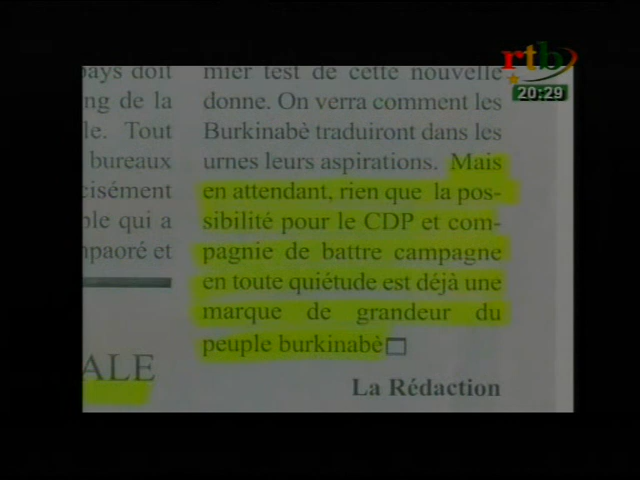 rtb
20:29
pays doit
ng de la
le. Tout
bureaux
cisément
ple qui a
mpaoré et
ALE
mier test de cette nouvelle
donne. On verra comment les
Burkinabè traduiront dans les
urnes leurs aspirations. Mais
en attendant, rien que la pos-
sibilité pour le CDP et com-
pagnie de battre campagne
en toute quiétude est déjà une
marque de grandeur du
peuple burkinabè
La Rédaction